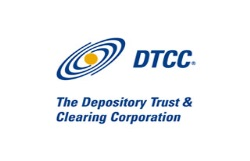 DTCC®
The Depository Trust &
Clearing Corporation